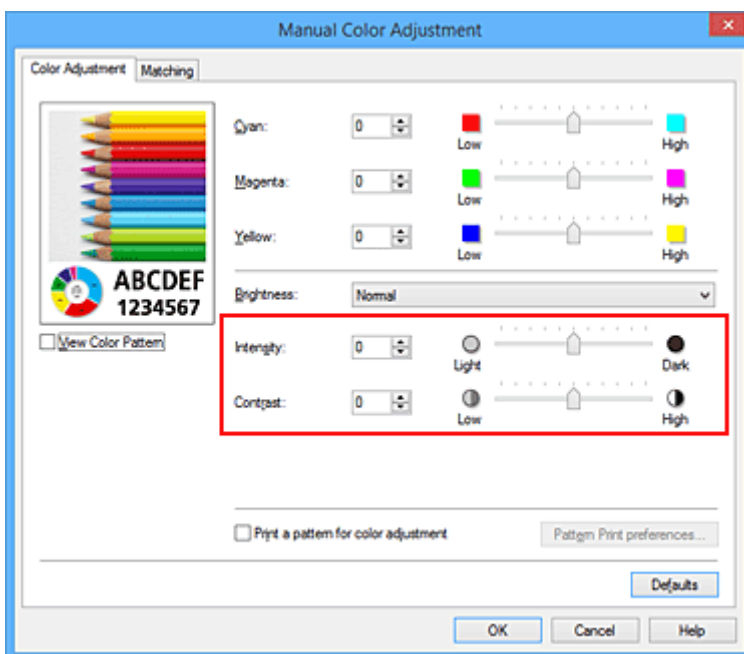 Manual Color Adjustment
Color Adjustment Matching
Cyan: 0 Low High
Magenta: 0 Low High
Yellow: 0 Low High
ABCDEF
1234567
View Color Pattern
Brightness: Normal
Intensity: 0 Light Dark
Contrast: 0 Low High
Print a pattern for color adjustment Pattern Print preferences...
Defaults
OK Cancel Help